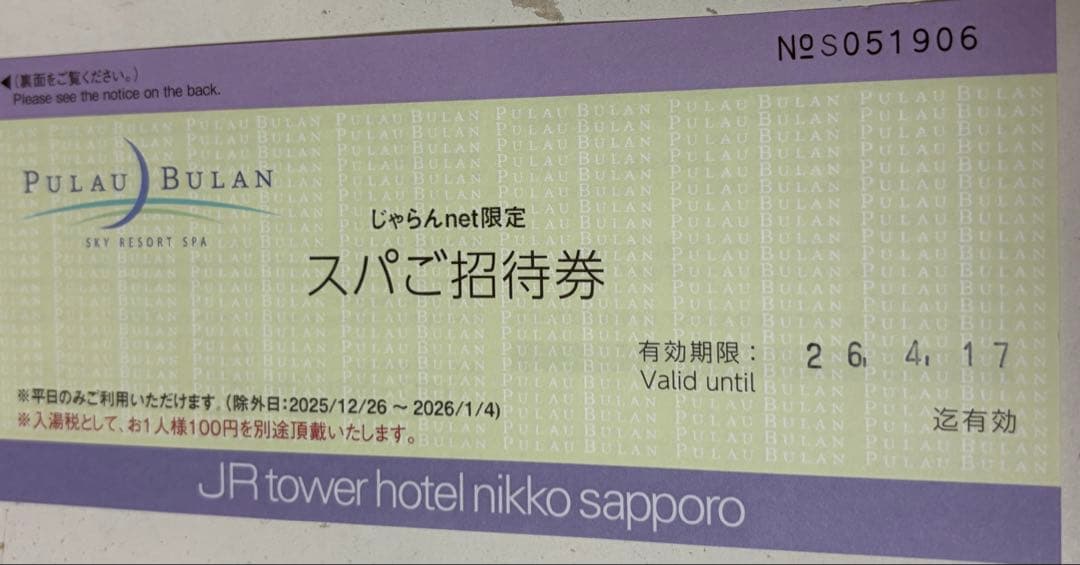 №S051906
◀(裏面をご覧ください。)
Please see the notice on the back.
PULAU BULAN
SKY RESORT SPA
じゃらんnet限定
スパご招待券
有効期限：
Valid until
26. 4. 17
迄有効
※平日のみご利用いただけます。(除外日:2025/12/26 ～ 2026/1/4)
※入湯税として、お1人様100円を別途頂戴いたします。
JR tower hotel nikko sapporo